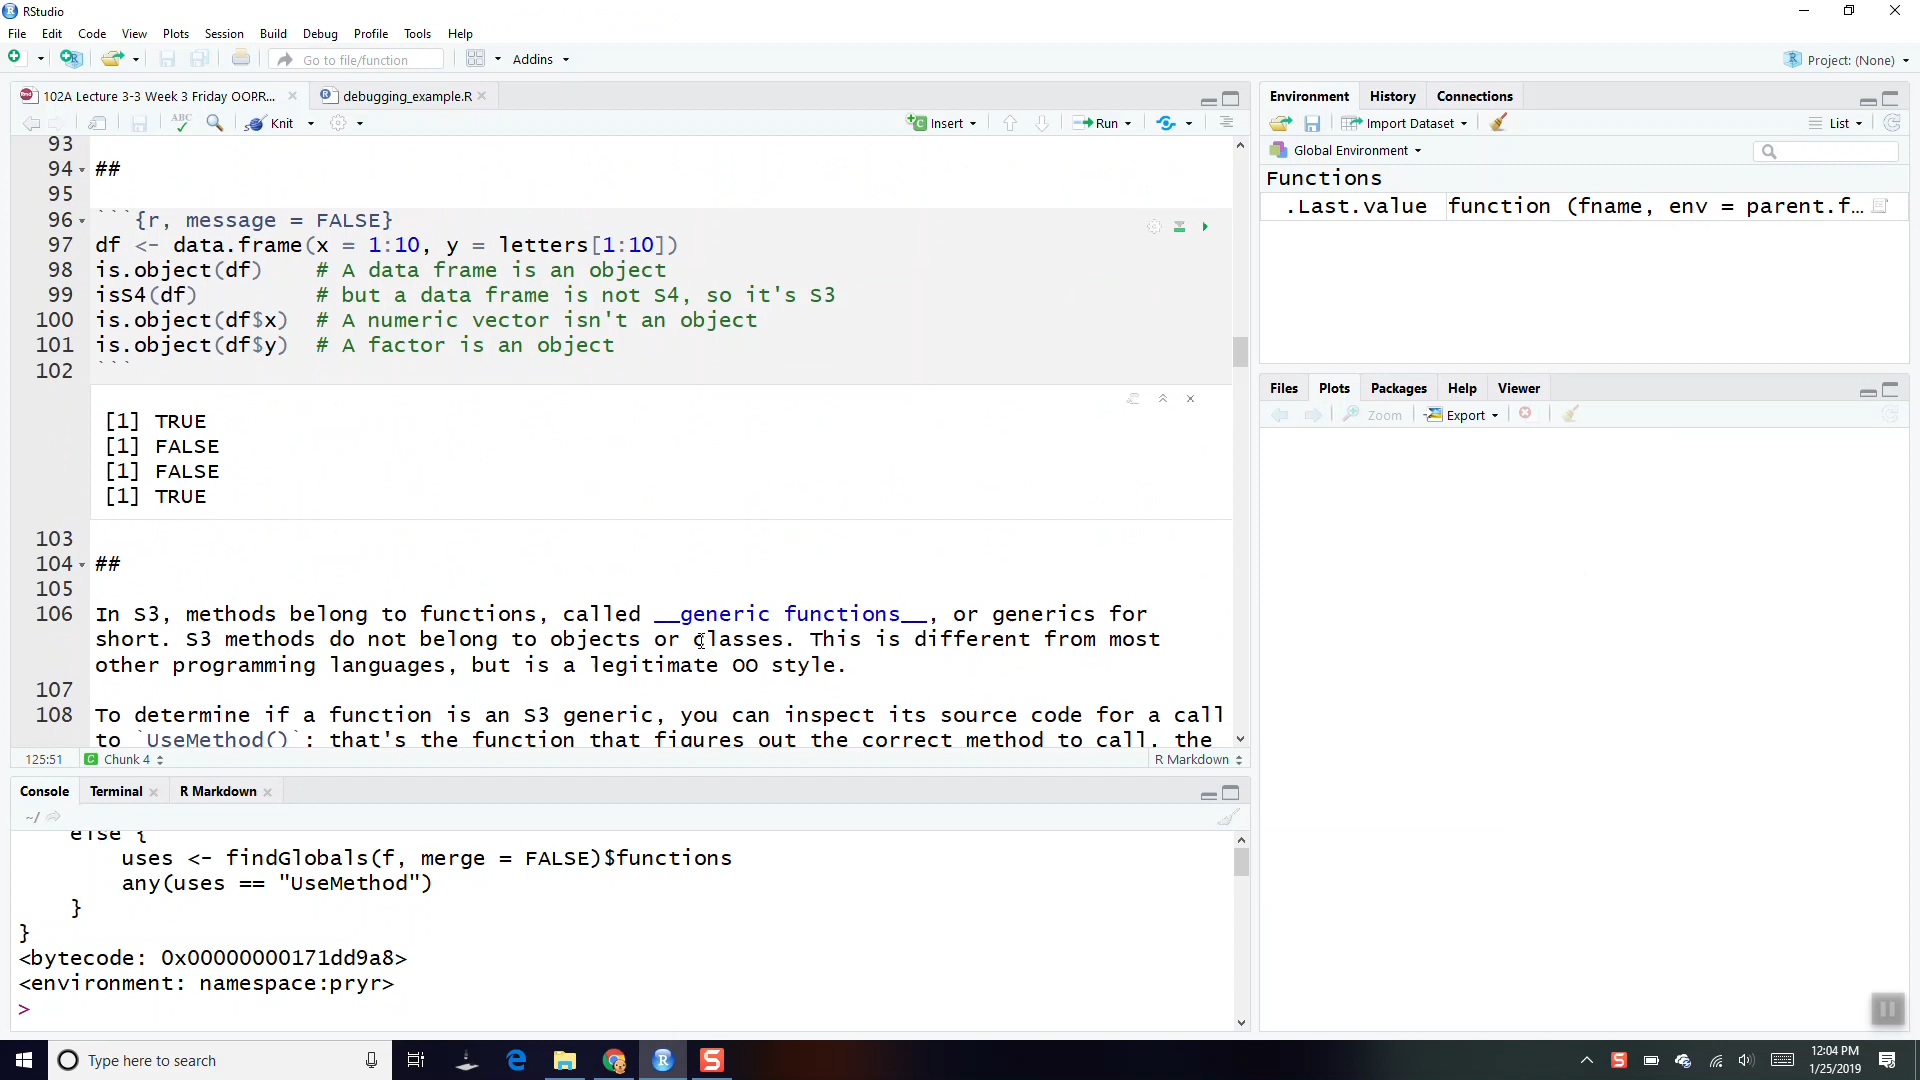 RStudio
File Edit Code View Plots Session Build Debug Profile Tools Help
Go to file/function
Addins
Project: (None)
102A Lecture 3-3 Week 3 Friday OOP.R...
debugging_example.R
ABC
Knit
Insert
Run
93
94 ##
95
96 ```{r, message = FALSE}
97 df <- data.frame(x = 1:10, y = letters[1:10])
98 is.object(df) # A data frame is an object
99 isS4(df) # but a data frame is not S4, so it's S3
100 is.object(df$x) # A numeric vector isn't an object
101 is.object(df$y) # A factor is an object
102 ```
[1] TRUE
[1] FALSE
[1] FALSE
[1] TRUE
103
104 ##
105
106 In S3, methods belong to functions, called __generic functions__, or generics for
short. S3 methods do not belong to objects or classes. This is different from most
other programming languages, but is a legitimate OO style.
107
108 To determine if a function is an S3 generic, you can inspect its source code for a call
to `UseMethod()`: that's the function that figures out the correct method to call, the
125:51 Chunk 4 R Markdown
Console Terminal R Markdown
~/
else {
uses <- findGlobals(f, merge = FALSE)$functions
any(uses == "UseMethod")
}
}
<bytecode: 0x00000000171dd9a8>
<environment: namespace:pryr>
>
Environment History Connections
Import Dataset
List
Global Environment
Functions
.Last.value function (fname, env = parent.f...
Files Plots Packages Help Viewer
Zoom Export
Type here to search
12:04 PM
1/25/2019